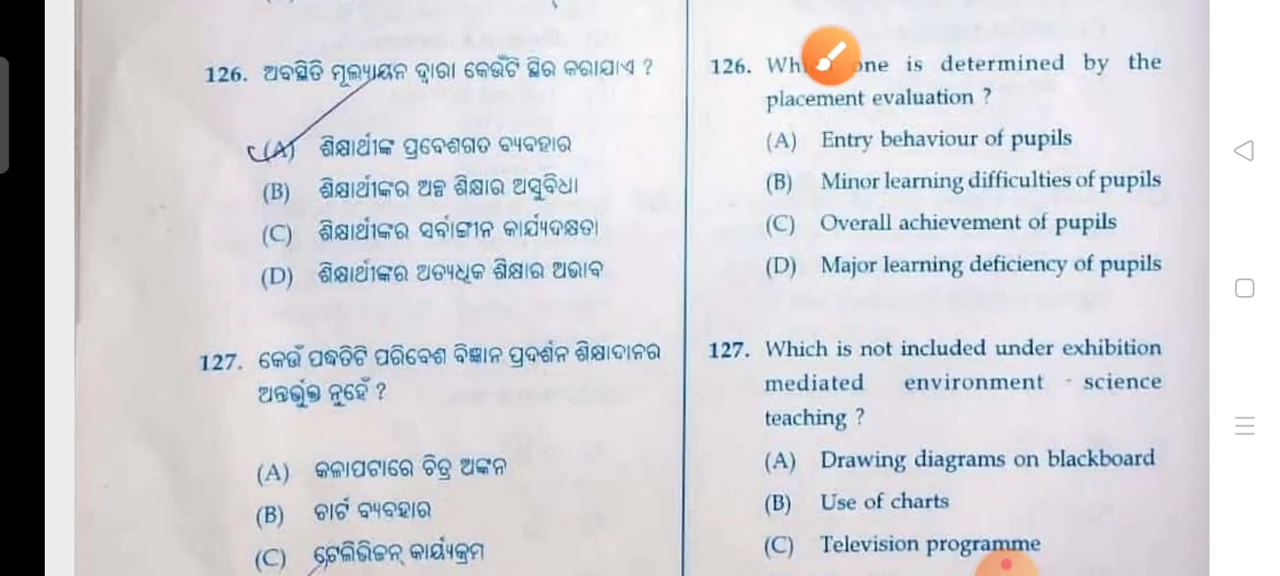 126. ଅବସ୍ଥିତି ମୂଲ୍ୟାୟନ ଦ୍ୱାରା କେଉଁଟି ସ୍ଥିର କରାଯାଏ ?
(A) ଶିକ୍ଷାର୍ଥୀଙ୍କ ପ୍ରବେଶଗତ ବ୍ୟବହାର
(B) ଶିକ୍ଷାର୍ଥୀଙ୍କର ଅଳ୍ପ ଶିକ୍ଷାର ଅସୁବିଧା
(C) ଶିକ୍ଷାର୍ଥୀଙ୍କର ସର୍ବାଙ୍ଗୀନ କାର୍ଯ୍ୟଦକ୍ଷତା
(D) ଶିକ୍ଷାର୍ଥୀଙ୍କର ଅତ୍ୟଧିକ ଶିକ୍ଷାର ଅଭାବ
127. କେଉଁ ପଦ୍ଧତିଟି ପରିବେଶ ବିଜ୍ଞାନ ପ୍ରଦର୍ଶନ ଶିକ୍ଷାଦାନର
ଅନ୍ତର୍ଭୁକ୍ତ ନୁହେଁ ?
(A) କଳାପଟାରେ ଚିତ୍ର ଅଙ୍କନ
(B) ଚାର୍ଟ ବ୍ୟବହାର
(C) ଟେଲିଭିଜନ୍ କାର୍ଯ୍ୟକ୍ରମ
126. one is determined by the
placement evaluation ?
(A) Entry behaviour of pupils
(B) Minor learning difficulties of pupils
(C) Overall achievement of pupils
(D) Major learning deficiency of pupils
127. Which is not included under exhibition
mediated environment science
teaching ?
(A) Drawing diagrams on blackboard
(B) Use of charts
(C) Television programme